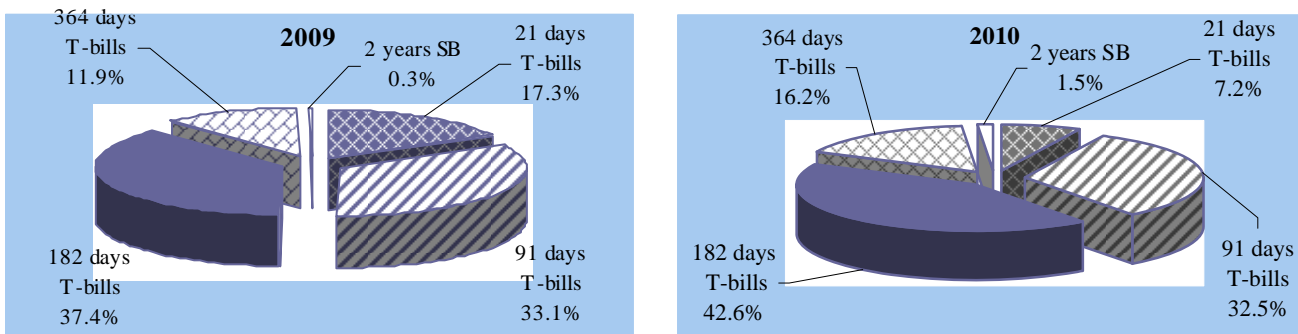 2009
364 days
T-bills
11.9%
2 years SB
0.3%
21 days
T-bills
17.3%
182 days
T-bills
37.4%
91 days
T-bills
33.1%
2010
364 days
T-bills
16.2%
2 years SB
1.5%
21 days
T-bills
7.2%
182 days
T-bills
42.6%
91 days
T-bills
32.5%